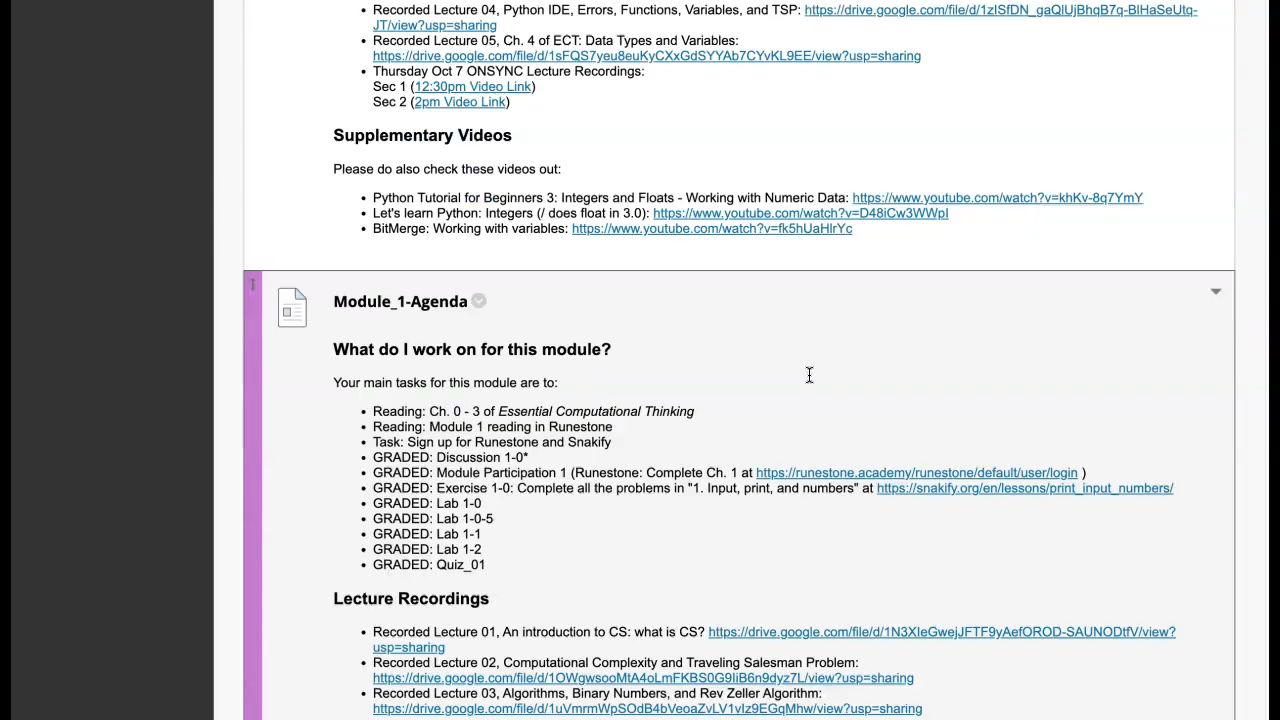 Recorded Lecture 04, Python IDE, Errors, Functions, Variables, and TSP: https://drive.google.com/file/d/1zISfDN_gaQlUjBhqB7q-BlHaSeUtq-
JT/view?usp=sharing
Recorded Lecture 05, Ch. 4 of ECT: Data Types and Variables:
https://drive.google.com/file/d/1sFQS7yeu8euKyCXxGdSYYAb7CYvKL9EE/view?usp=sharing
Thursday Oct 7 ONSYNC Lecture Recordings:
Sec 1 (12:30pm Video Link)
Sec 2 (2pm Video Link)
Supplementary Videos
Please do also check these videos out:
Python Tutorial for Beginners 3: Integers and Floats - Working with Numeric Data: https://www.youtube.com/watch?v=khKv-8q7YmY
Let's learn Python: Integers (/ does float in 3.0): https://www.youtube.com/watch?v=D48iCw3WWpI
BitMerge: Working with variables: https://www.youtube.com/watch?v=fk5hUaHlrYc
Module_1-Agenda
What do I work on for this module?
Your main tasks for this module are to:
Reading: Ch. 0 - 3 of Essential Computational Thinking
Reading: Module 1 reading in Runestone
Task: Sign up for Runestone and Snakify
GRADED: Discussion 1-0*
GRADED: Module Participation 1 (Runestone: Complete Ch. 1 at https://runestone.academy/runestone/default/user/login )
GRADED: Exercise 1-0: Complete all the problems in "1. Input, print, and numbers" at https://snakify.org/en/lessons/print_input_numbers/
GRADED: Lab 1-0
GRADED: Lab 1-0-5
GRADED: Lab 1-1
GRADED: Lab 1-2
GRADED: Quiz_01
Lecture Recordings
Recorded Lecture 01, An introduction to CS: what is CS? https://drive.google.com/file/d/1N3XIeGwejJFTF9yAefOROD-SAUNODtfV/view?
usp=sharing
Recorded Lecture 02, Computational Complexity and Traveling Salesman Problem:
https://drive.google.com/file/d/1OWgwsooMtA4oLmFKBS0G9IiB6n9dyz7L/view?usp=sharing
Recorded Lecture 03, Algorithms, Binary Numbers, and Rev Zeller Algorithm:
https://drive.google.com/file/d/1uVmrmWpSOdB4bVeoaZvLV1vIz9EGqMhw/view?usp=sharing